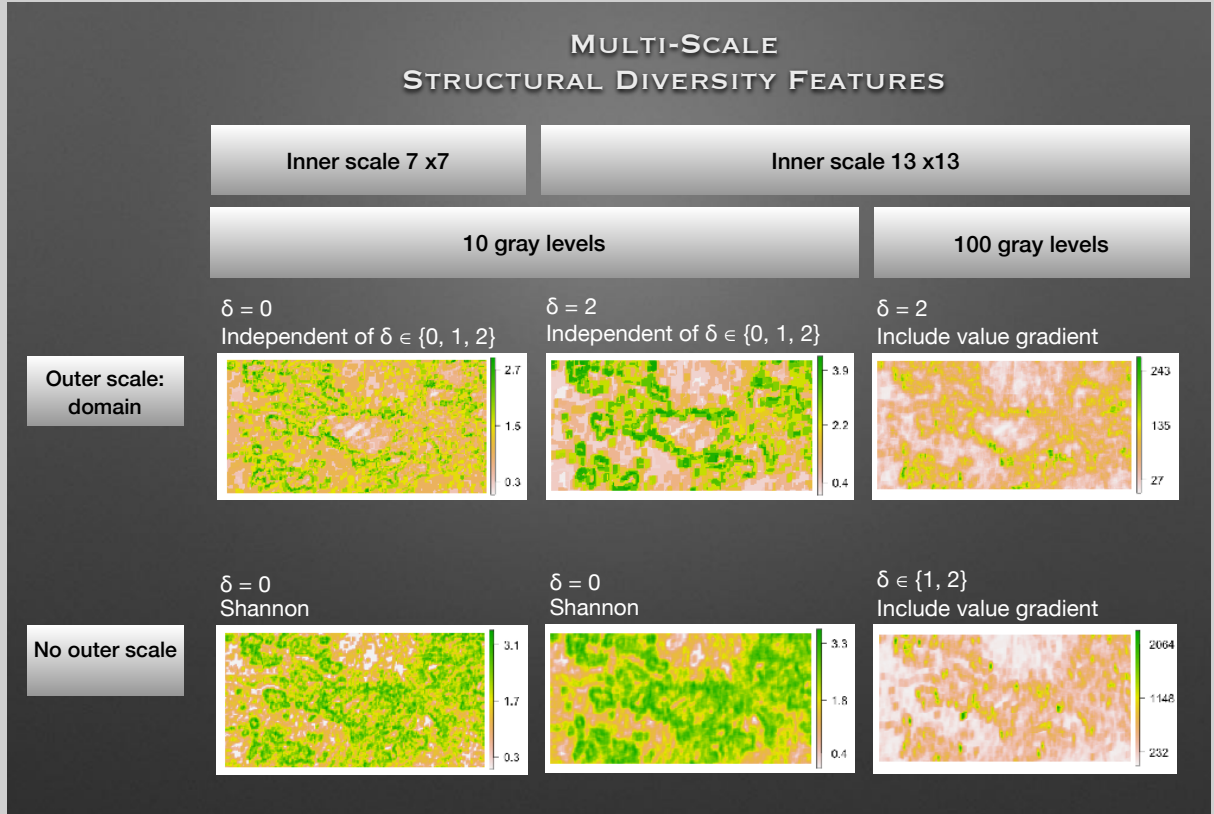 MULTI-SCALE
STRUCTURAL DIVERSITY FEATURES
Inner scale 7 x7
Inner scale 13 x13
10 gray levels
100 gray levels
δ = 0
Independent of δ ∈ {0, 1, 2}
δ = 2
Independent of δ ∈ {0, 1, 2}
δ = 2
Include value gradient
Outer scale:
domain
2.7
1.5
0.3
3.9
2.2
0.4
243
135
27
δ = 0
Shannon
δ = 0
Shannon
δ ∈ {1, 2}
Include value gradient
No outer scale
3.1
1.7
0.3
3.3
1.8
0.4
2064
1148
232